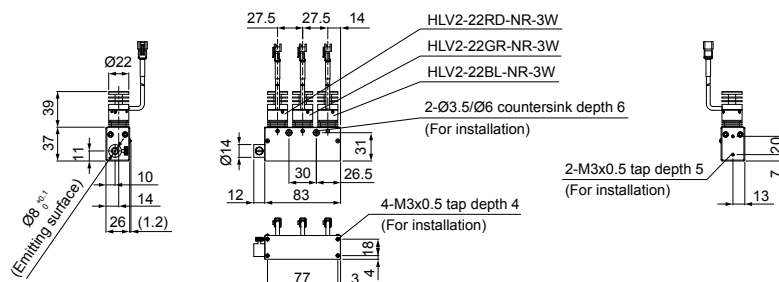 27.5
27.5
14
HLV2-22RD-NR-3W
HLV2-22GR-NR-3W
HLV2-22BL-NR-3W
Ø22
39
37
11
2-Ø3.5/Ø6 countersink depth 6
(For installation)
Ø14
31
30
26.5
12
83
10
14
26
(1.2)
Ø8 +0.1 0
(Emitting surface)
4-M3x0.5 tap depth 4
(For installation)
18
4
77
3
20
7
2-M3x0.5 tap depth 5
(For installation)
13